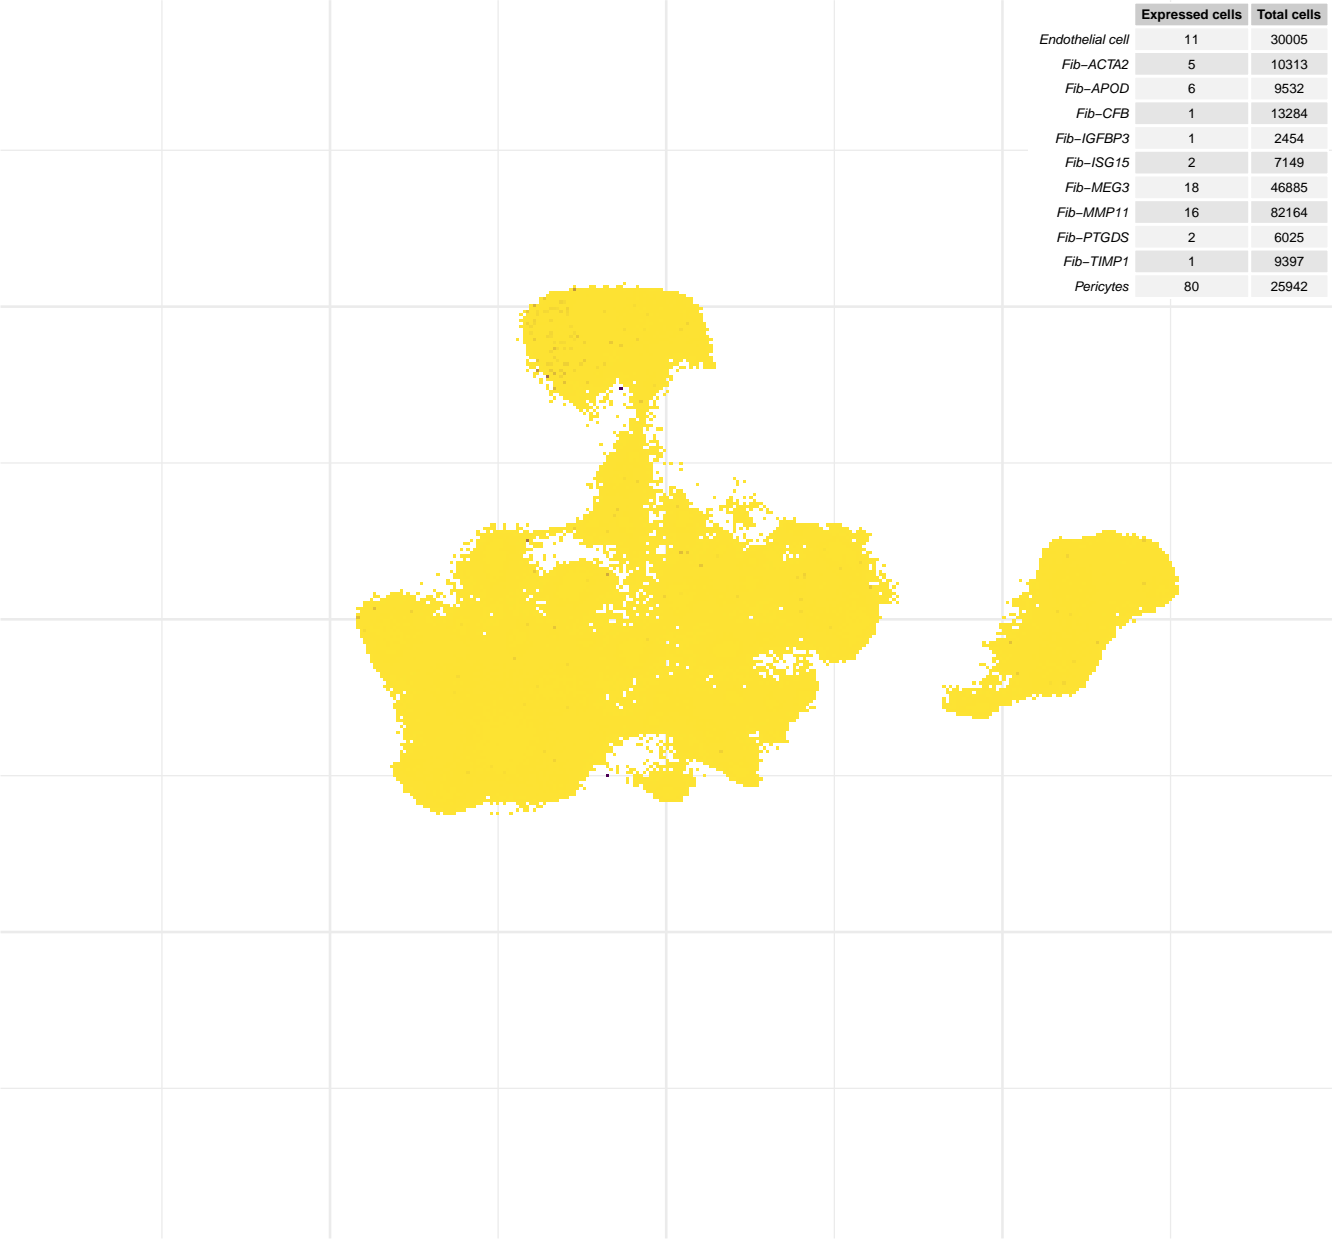 Expressed cells Total cells
Endothelial cell 11 30005
Fib−ACTA2 5 10313
Fib−APOD 6 9532
Fib−CFB 1 13284
Fib−IGFBP3 1 2454
Fib−ISG15 2 7149
Fib−MEG3 18 46885
Fib−MMP11 16 82164
Fib−PTGDS 2 6025
Fib−TIMP1 1 9397
Pericytes 80 25942